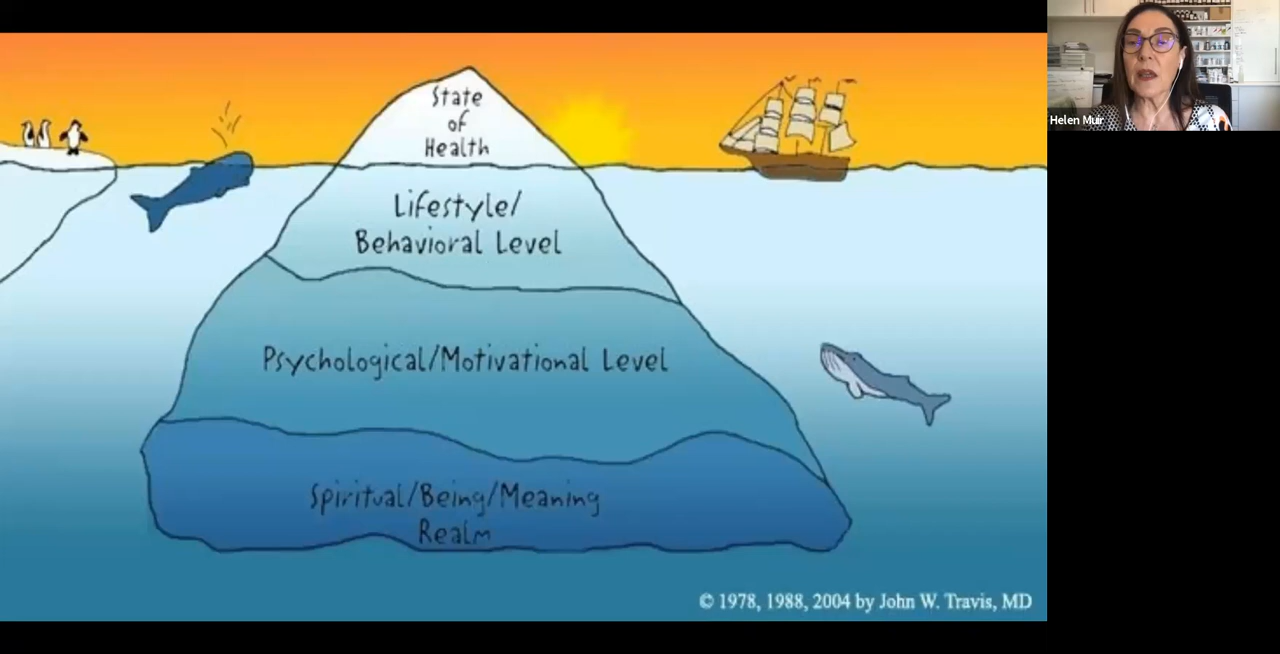 State
of
Health
Lifestyle/
Behavioral Level
Psychological/Motivational Level
Spiritual/Being/Meaning
Realm
© 1978, 1988, 2004 by John W. Travis, MD
Helen Muir